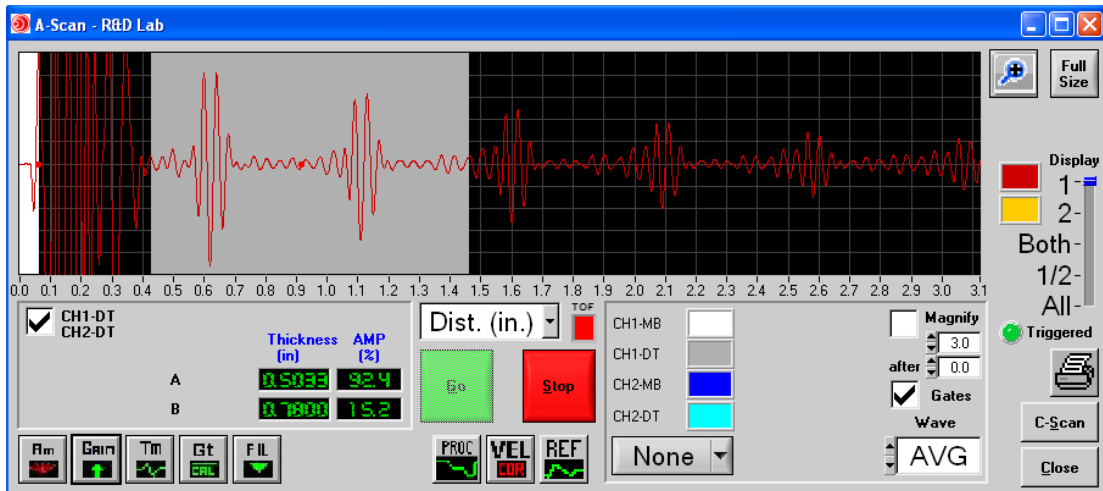 A-Scan - R&D Lab
Full
Size
Display
1
2
Both
1/2
All
Triggered
0.0 0.1 0.2 0.3 0.4 0.5 0.6 0.7 0.8 0.9 1.0 1.1 1.2 1.3 1.4 1.5 1.6 1.7 1.8 1.9 2.0 2.1 2.2 2.3 2.4 2.5 2.6 2.7 2.8 2.9 3.0 3.1
CH1-DT
CH2-DT
Thickness AMP
(in) (%)
A 0.5033 92.4
B 0.7800 15.2
Dist. (in.)
TOF
Go
Stop
CH1-MB
CH1-DT
CH2-MB
CH2-DT
None
Magnify
3.0
after 0.0
Gates
Wave
AVG
C-Scan
Close
Am
GAIN
TM
Gt
CAL
FIL
PROC
VEL
COR
REF